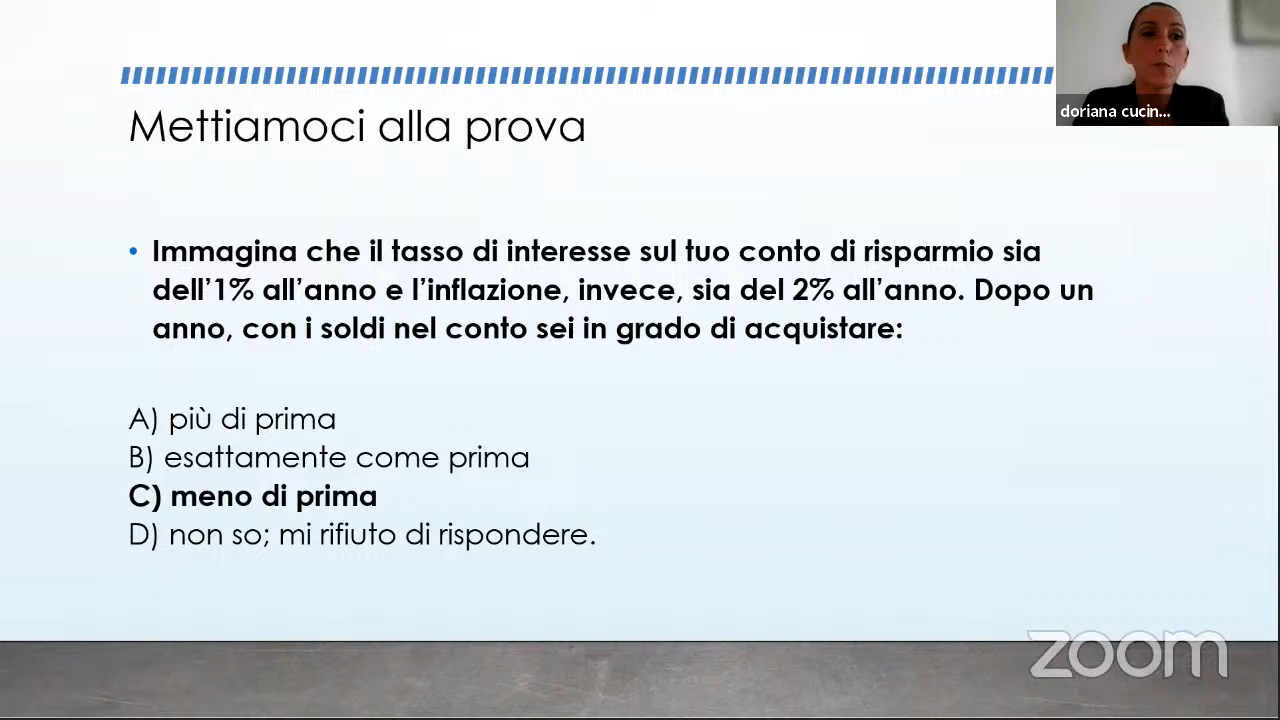 doriana cucin...
Mettiamoci alla prova
• Immagina che il tasso di interesse sul tuo conto di risparmio sia
dell’1% all’anno e l’inflazione, invece, sia del 2% all’anno. Dopo un
anno, con i soldi nel conto sei in grado di acquistare:
A) più di prima
B) esattamente come prima
C) meno di prima
D) non so; mi rifiuto di rispondere.
zoom